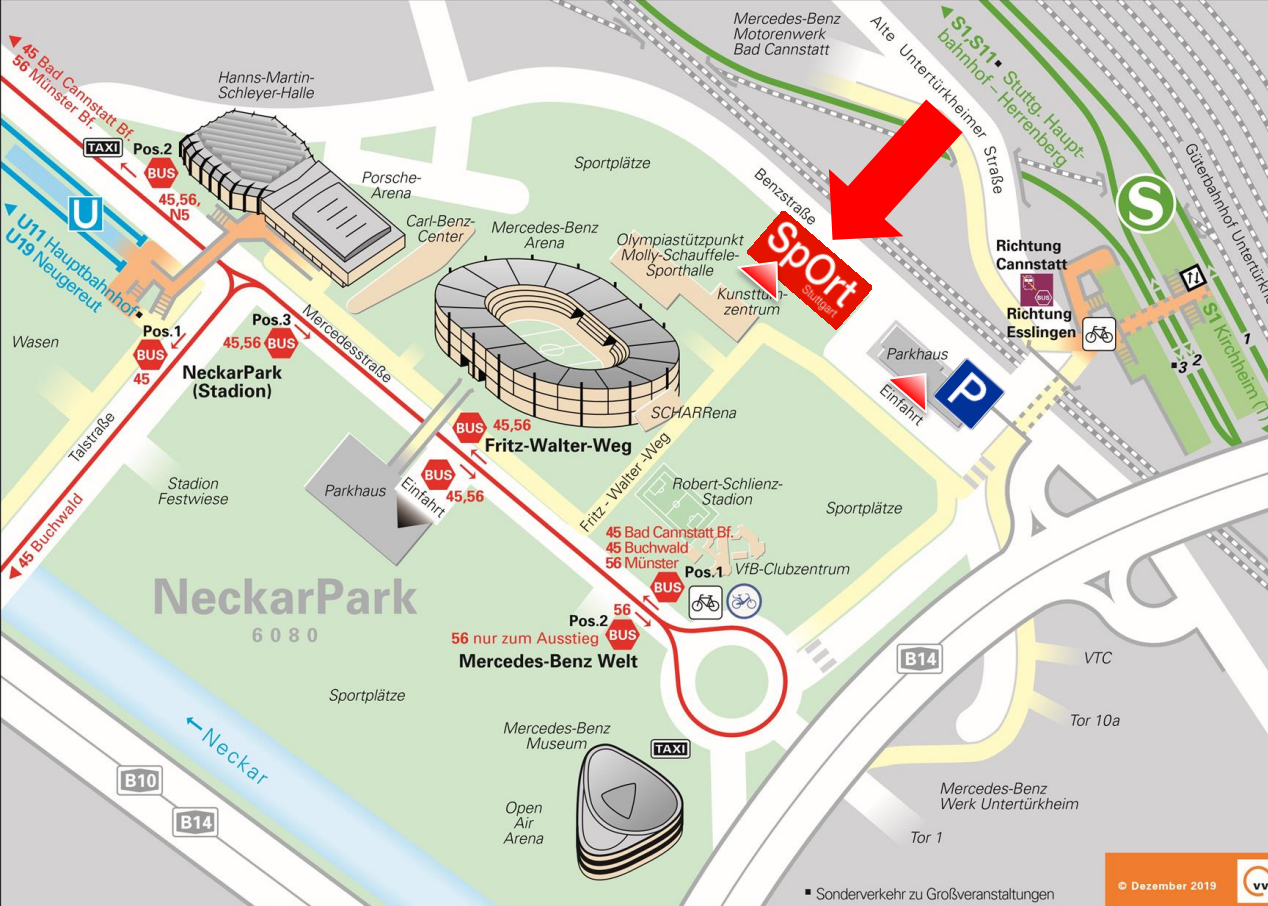 Mercedes-Benz
Motorenwerk
Bad Cannstatt
Alte Untertürkheimer Straße
S1,S11▪ Stuttg. Haupt-
bahnhof – Herrenberg
45 Bad Cannstatt Bf.
56 Münster Bf.
Hanns-Martin-
Schleyer-Halle
TAXI
Pos.2
BUS
45,56,
N5
Porsche-
Arena
Sportplätze
Benzstraße
Güterbahnhof Untertürkheim
S
U
U11 Hauptbahnhof▪
U19 Neugereut
Carl-Benz-
Center
Mercedes-Benz
Arena
Olympiastützpunkt
Molly-Schauffele-
Sporthalle
Kunstturn-
zentrum
SpOrt
Stuttgart
Richtung
Cannstatt
BUS
Richtung
Esslingen
S1 Kirchheim (T)
1
2
▪3
Wasen
Pos.1
BUS
45
Pos.3
45,56
BUS
NeckarPark
(Stadion)
Mercedesstraße
Parkhaus
Einfahrt
P
SCHARRena
Talstraße
BUS
45,56
Fritz-Walter-Weg
BUS
45,56
Stadion
Festwiese
Parkhaus
Einfahrt
Fritz - Walter -Weg
Robert-Schlienz-
Stadion
Sportplätze
45 Buchwald
45 Bad Cannstatt Bf.
45 Buchwald
56 Münster
Pos.1
BUS
VfB-Clubzentrum
NeckarPark
6080
56
Pos.2
56 nur zum Ausstieg
BUS
Mercedes-Benz Welt
B14
VTC
Tor 10a
Sportplätze
Neckar
Mercedes-Benz
Museum
TAXI
B10
B14
Open
Air
Arena
Mercedes-Benz
Werk Untertürkheim
Tor 1
▪ Sonderverkehr zu Großveranstaltungen
© Dezember 2019
vv